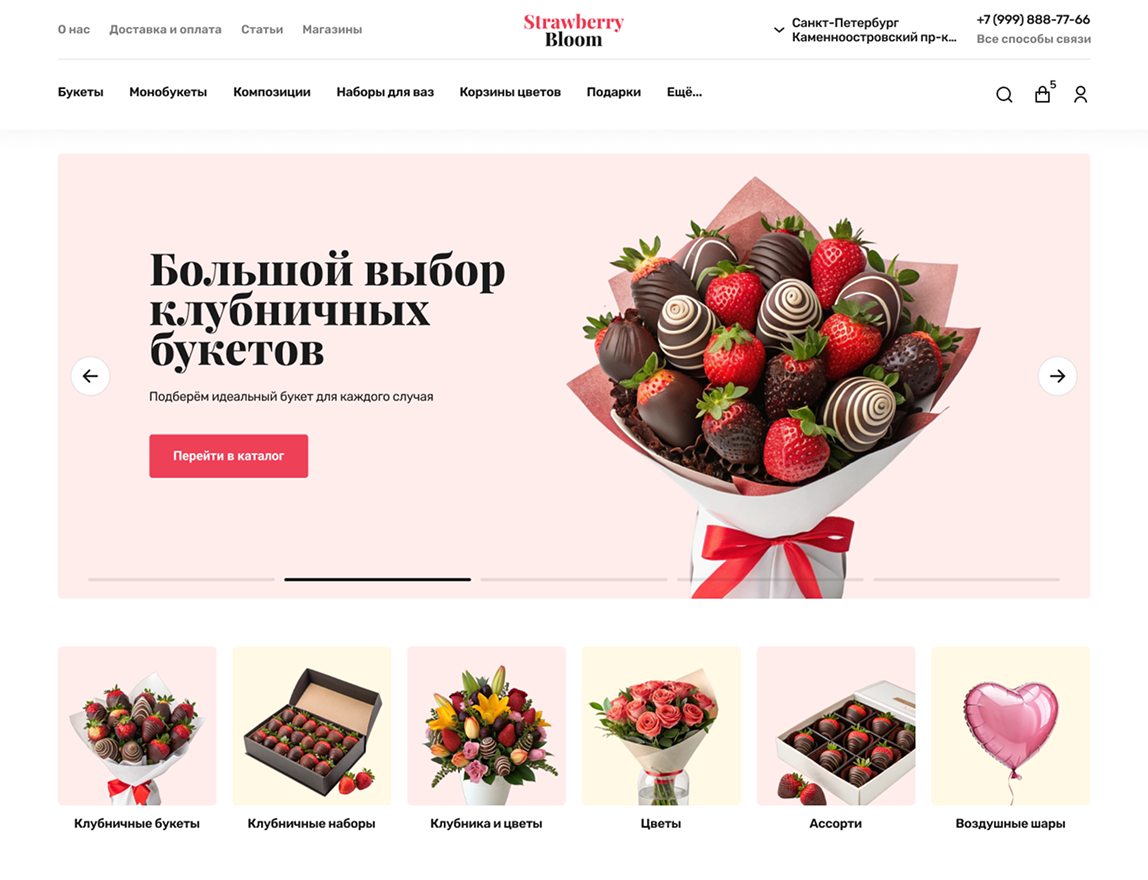 О нас Доставка и оплата Статьи Магазины
Strawberry
Bloom
Санкт-Петербург
Каменноостровский пр-к...
+7 (999) 888-77-66
Все способы связи
Букеты Монобукеты Композиции Наборы для ваз Корзины цветов Подарки Ещё...
5
Большой выбор
клубничных
букетов
Подберём идеальный букет для каждого случая
Перейти в каталог
Клубничные букеты Клубничные наборы Клубника и цветы Цветы Ассорти Воздушные шары